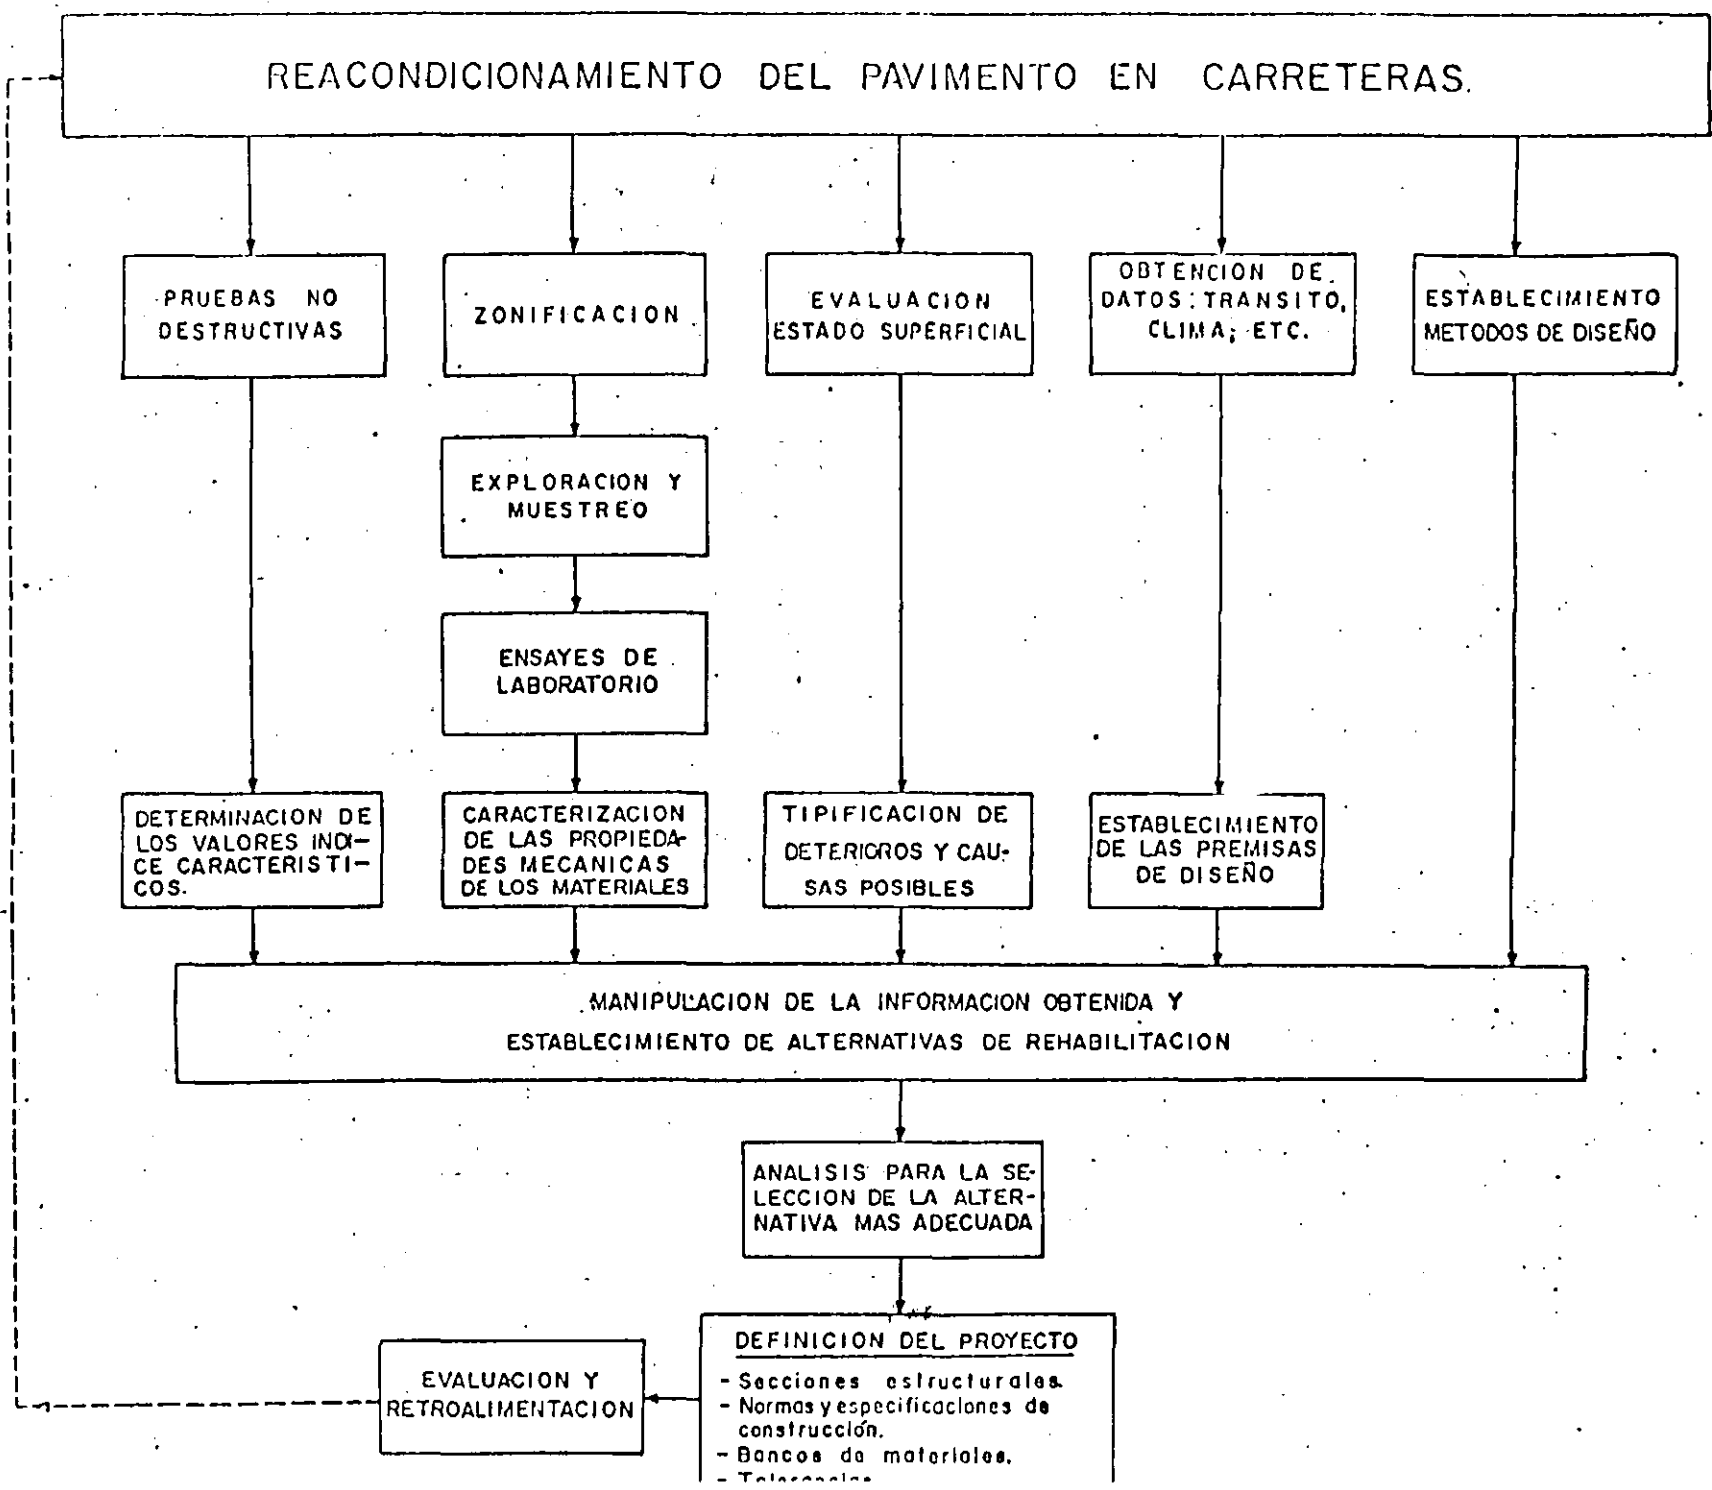 REACONDICIONAMIENTO DEL PAVIMENTO EN CARRETERAS.
PRUEBAS NO
DESTRUCTIVAS
ZONIFICACION
EVALUACION
ESTADO SUPERFICIAL
OBTENCION DE
DATOS: TRANSITO,
CLIMA; ETC.
ESTABLECIMIENTO
METODOS DE DISEÑO
EXPLORACION Y
MUESTREO
ENSAYES DE
LABORATORIO
DETERMINACION DE
LOS VALORES INDI-
CE CARACTERISTI-
COS.
CARACTERIZACION
DE LAS PROPIEDA-
DES MECANICAS
DE LOS MATERIALES
TIPIFICACION DE
DETERIOROS Y CAU-
SAS POSIBLES
ESTABLECIMIENTO
DE LAS PREMISAS
DE DISEÑO
MANIPULACION DE LA INFORMACION OBTENIDA Y
ESTABLECIMIENTO DE ALTERNATIVAS DE REHABILITACION
ANALISIS PARA LA SE-
LECCION DE LA ALTER-
NATIVA MAS ADECUADA
EVALUACION Y
RETROALIMENTACION
DEFINICION DEL PROYECTO
- Secciones estructurales.
- Normas y especificaciones de
construcción.
- Bancos de materiales.